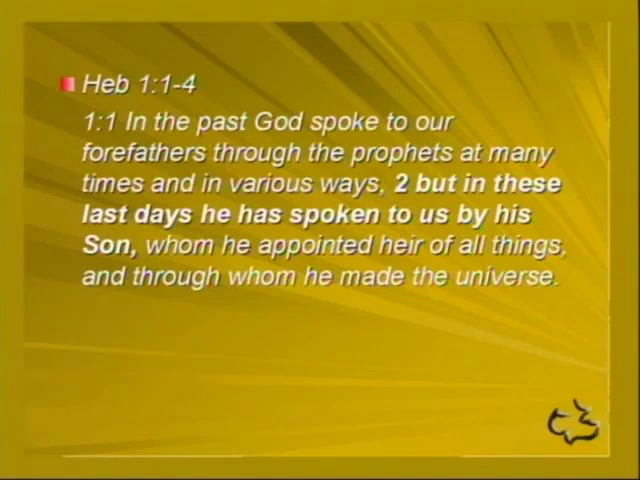 Heb 1:1-4
1:1 In the past God spoke to our
forefathers through the prophets at many
times and in various ways, 2 but in these
last days he has spoken to us by his
Son, whom he appointed heir of all things,
and through whom he made the universe.